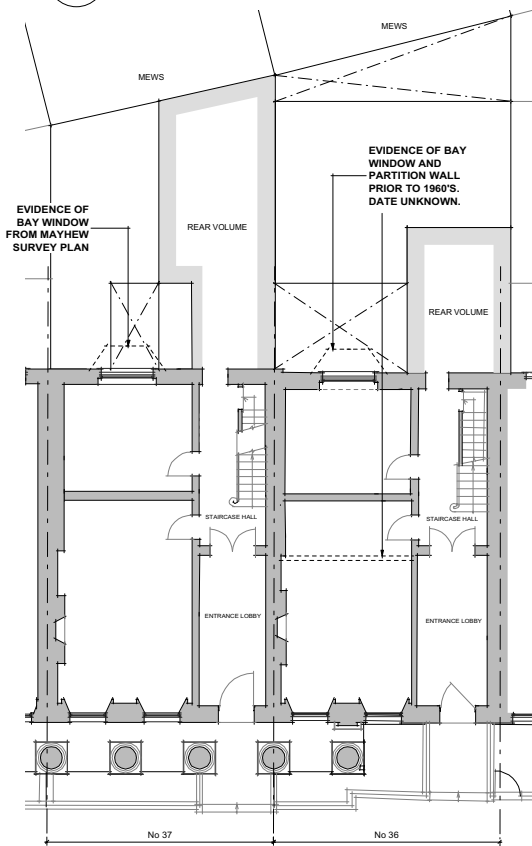 MEWS
MEWS
EVIDENCE OF BAY
WINDOW AND
PARTITION WALL
PRIOR TO 1960'S.
DATE UNKNOWN.
EVIDENCE OF
BAY WINDOW
FROM MAYHEW
SURVEY PLAN
REAR VOLUME
REAR VOLUME
STAIRCASE HALL
STAIRCASE HALL
ENTRANCE LOBBY
ENTRANCE LOBBY
No 37
No 36